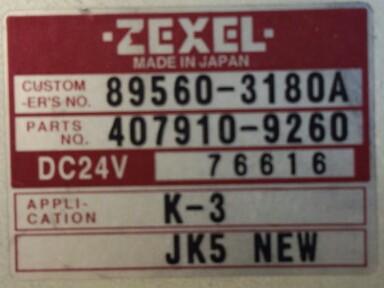 ·ZEXEL·
MADE IN JAPAN
CUSTOM
-ER'S NO. 89560-3180A
PARTS
NO. 407910-9260
DC24V 76616
APPLI-
CATION K-3
JK5 NEW